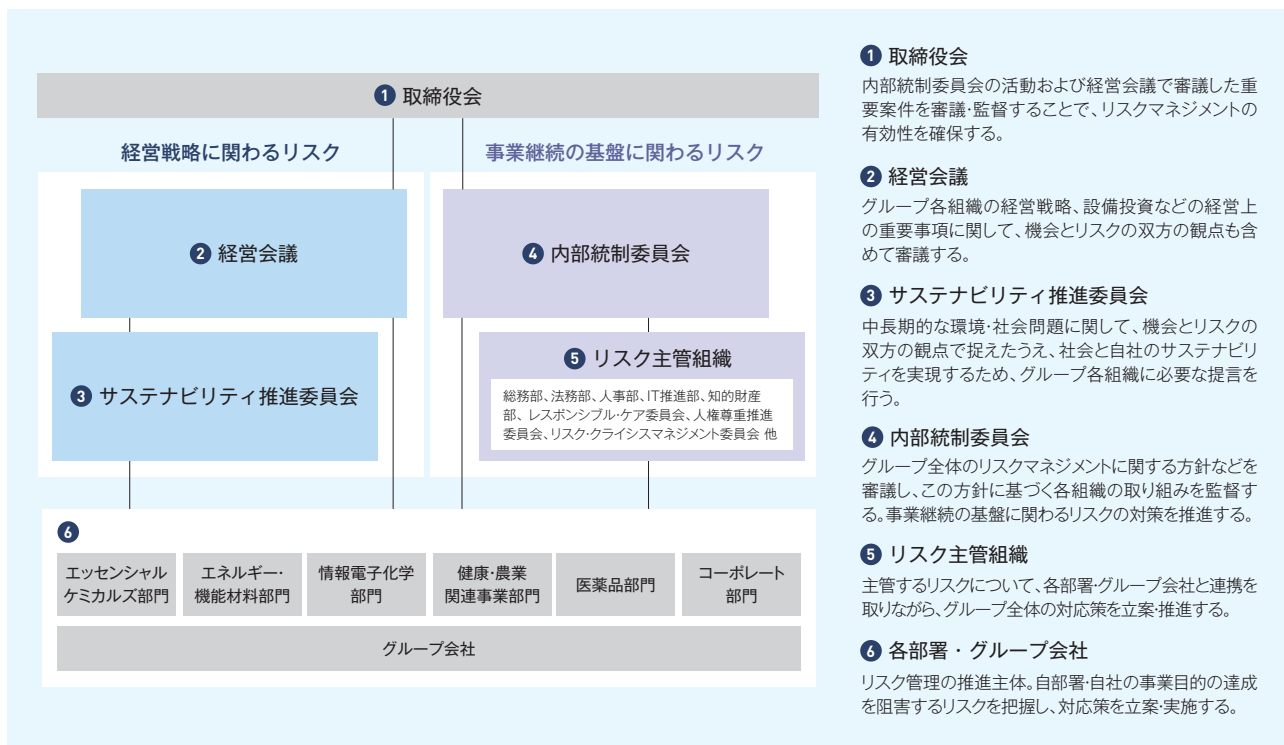 ❶ 取締役会
経営戦略に関わるリスク
事業継続の基盤に関わるリスク
❷ 経営会議
❹ 内部統制委員会
❸ サステナビリティ推進委員会
❺ リスク主管組織
総務部、法務部、人事部、IT推進部、知的財産
部、レスポンシブル・ケア委員会、人権尊重推進
委員会、リスク・クライシスマネジメント委員会 他
❻
エッセンシャル
ケミカルズ部門
エネルギー・
機能材料部門
情報電子化学
部門
健康・農業
関連事業部門
医薬品部門
コーポレート
部門
グループ会社
❶ 取締役会
内部統制委員会の活動および経営会議で審議した重
要案件を審議・監督することで、リスクマネジメントの
有効性を確保する。
❷ 経営会議
グループ各組織の経営戦略、設備投資などの経営上
の重要事項に関して、機会とリスクの双方の観点も含
めて審議する。
❸ サステナビリティ推進委員会
中長期的な環境・社会問題に関して、機会とリスクの
双方の観点で捉えたうえ、社会と自社のサステナビリ
ティを実現するため、グループ各組織に必要な提言を
行う。
❹ 内部統制委員会
グループ全体のリスクマネジメントに関する方針などを
審議し、この方針に基づく各組織の取り組みを監督す
る。事業継続の基盤に関わるリスクの対策を推進する。
❺ リスク主管組織
主管するリスクについて、各部署・グループ会社と連携を
取りながら、グループ全体の対応策を立案・推進する。
❻ 各部署・グループ会社
リスク管理の推進主体。自部署・自社の事業目的の達成
を阻害するリスクを把握し、対応策を立案・実施する。